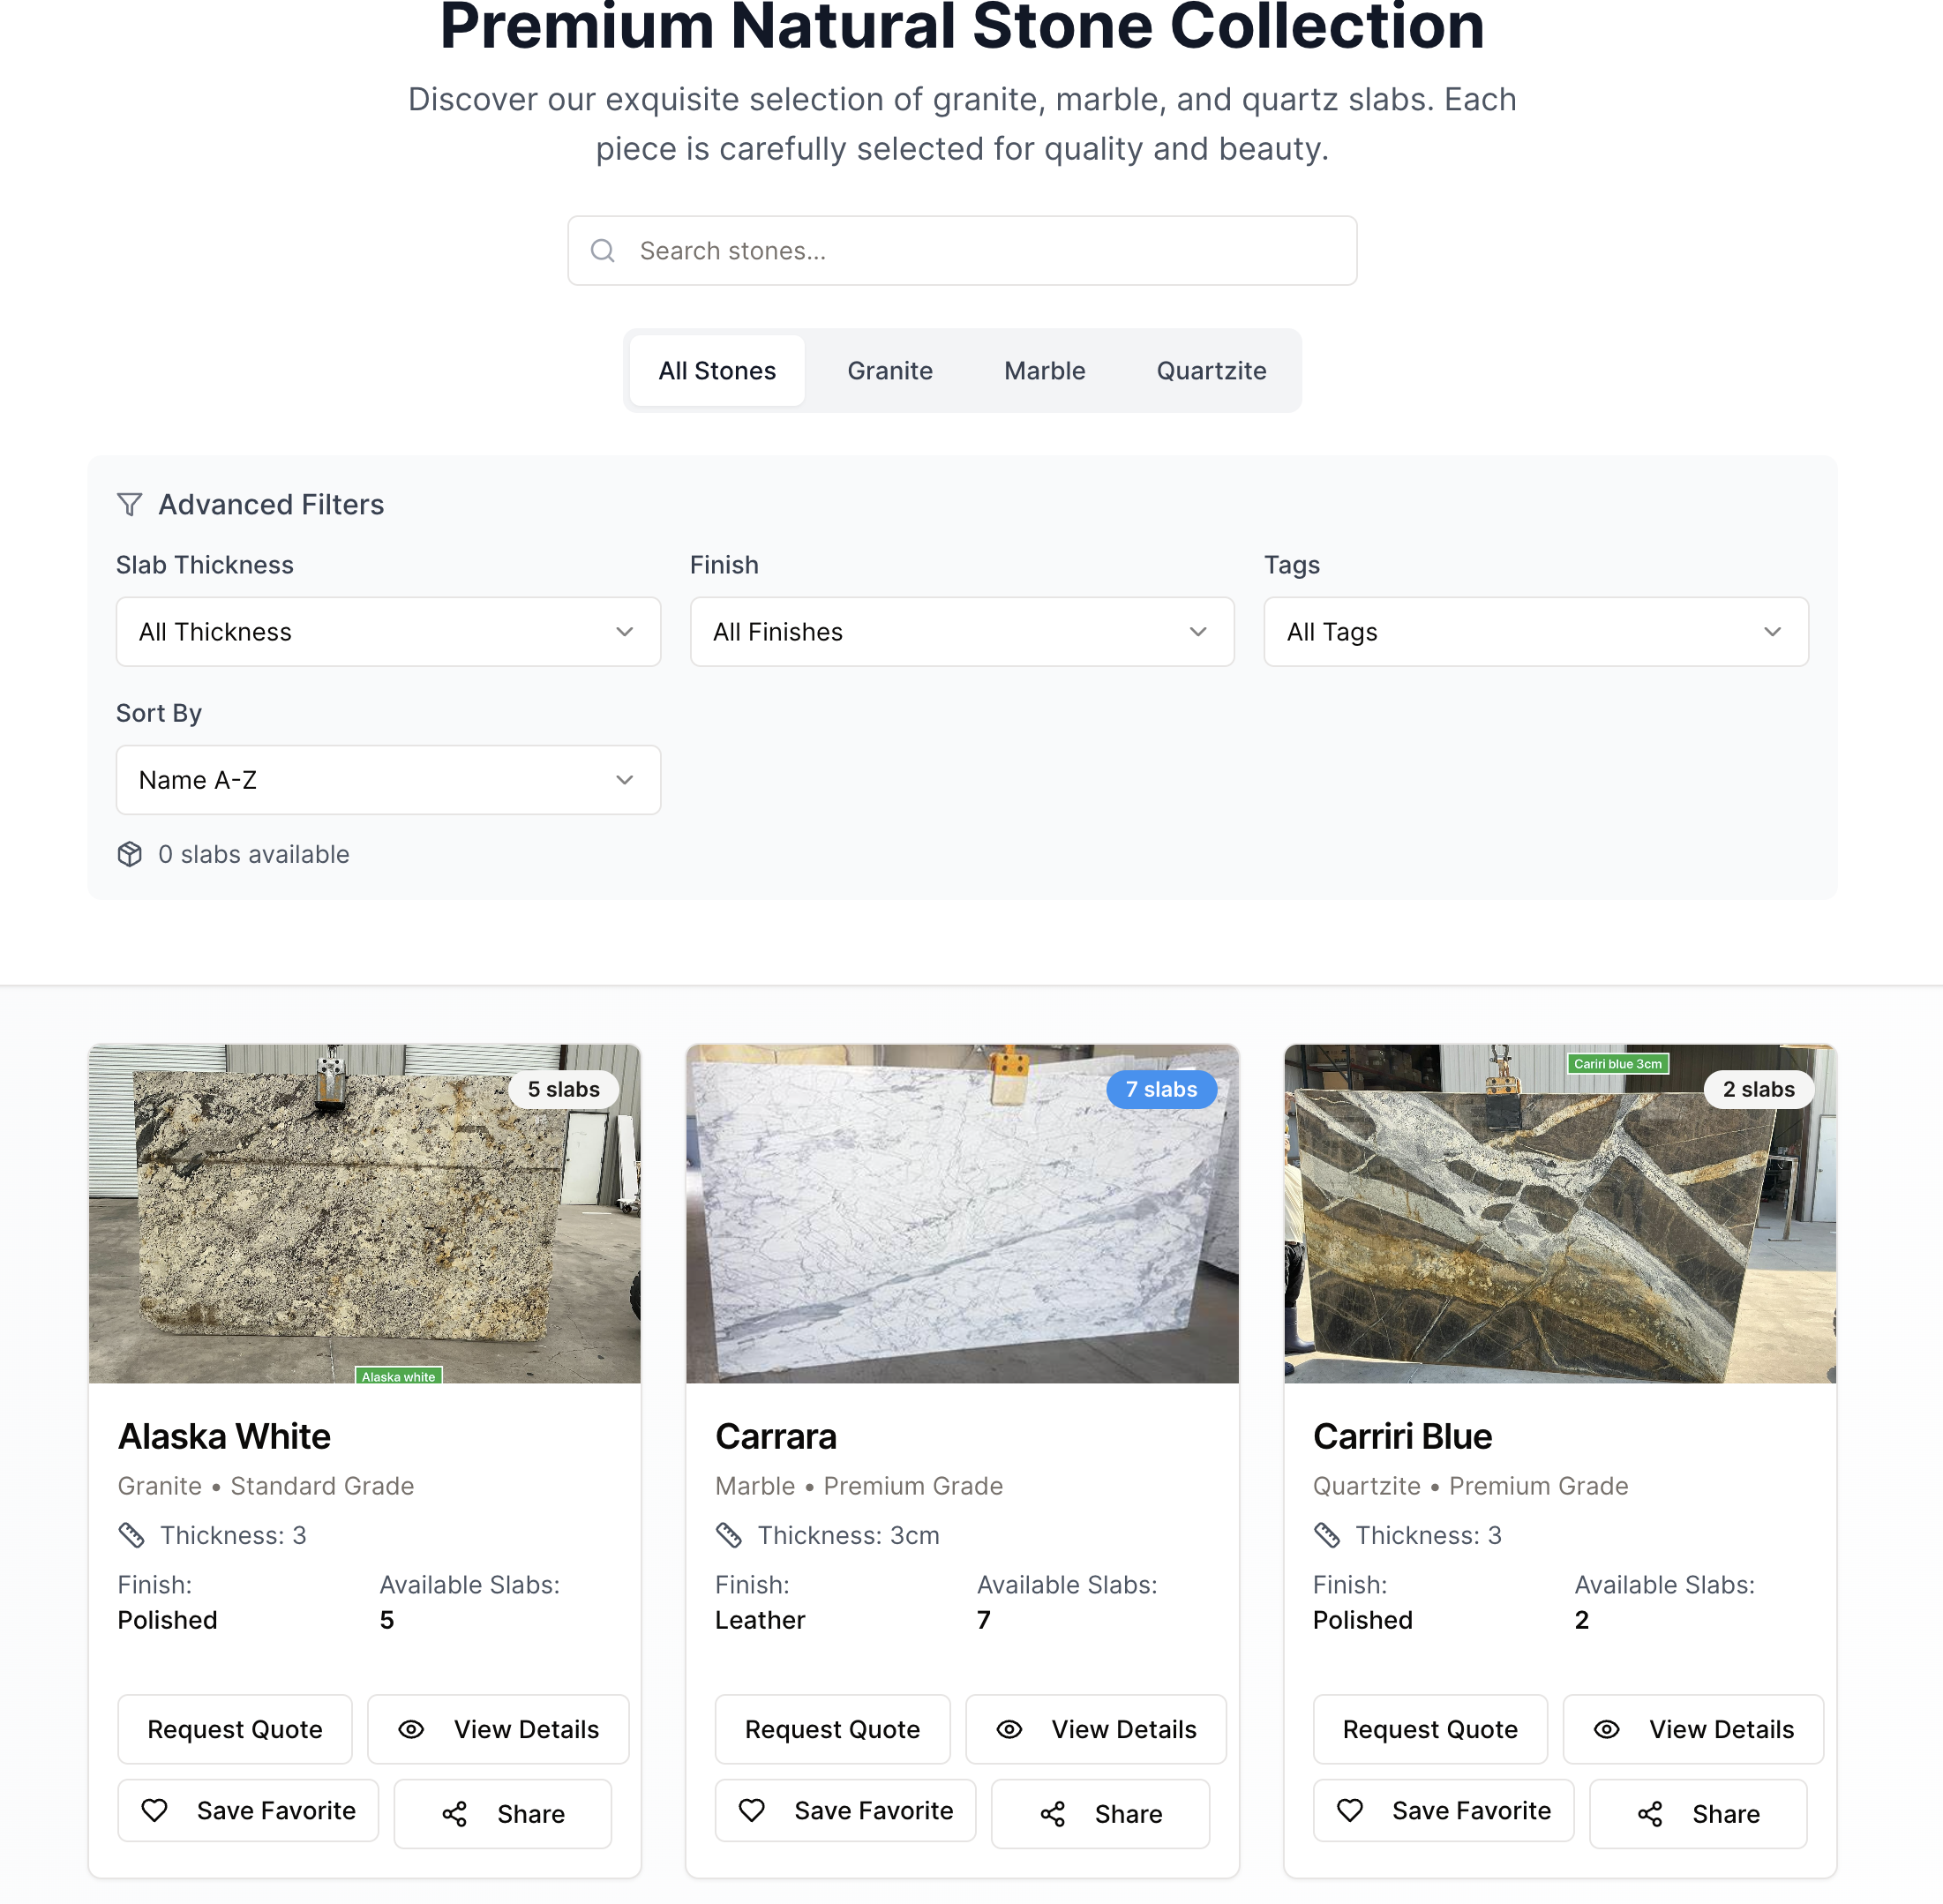 Premium Natural Stone Collection
Discover our exquisite selection of granite, marble, and quartz slabs. Each
piece is carefully selected for quality and beauty.
Search stones...
All Stones Granite Marble Quartzite
Advanced Filters
Slab Thickness Finish Tags
All Thickness All Finishes All Tags
Sort By
Name A-Z
0 slabs available
5 slabs
Alaska white
7 slabs
Cariri blue 3cm
2 slabs
Alaska White
Granite • Standard Grade
Thickness: 3
Finish: Available Slabs:
Polished 5
Request Quote View Details
Save Favorite Share
Carrara
Marble • Premium Grade
Thickness: 3cm
Finish: Available Slabs:
Leather 7
Request Quote View Details
Save Favorite Share
Carriri Blue
Quartzite • Premium Grade
Thickness: 3
Finish: Available Slabs:
Polished 2
Request Quote View Details
Save Favorite Share